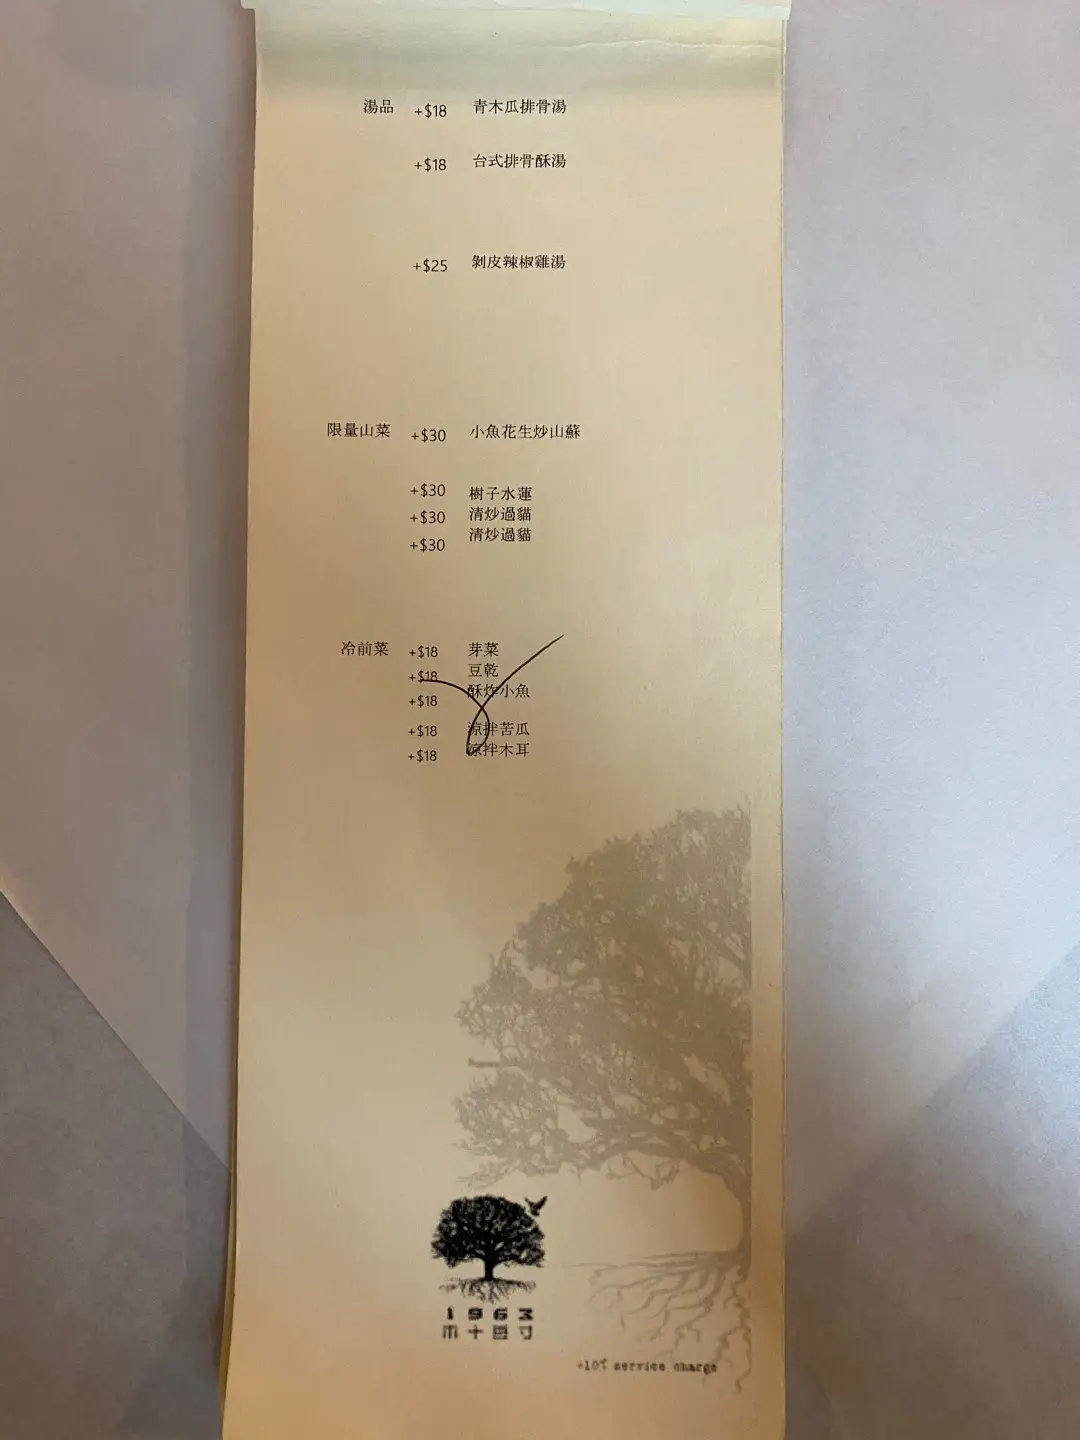 湯品 +$18 青木瓜排骨湯
+$18 台式排骨酥湯
+$25 剝皮辣椒雞湯
限量山菜 +$30 小魚花生炒山蘇
+$30 樹子水蓮
+$30 清炒過貓
+$30 清炒過貓
冷前菜 +$18 芽菜
+$18 豆乾
+$18 酥炸小魚
+$18 涼拌苦瓜
+$18 涼拌木耳
1963
+10% service charge